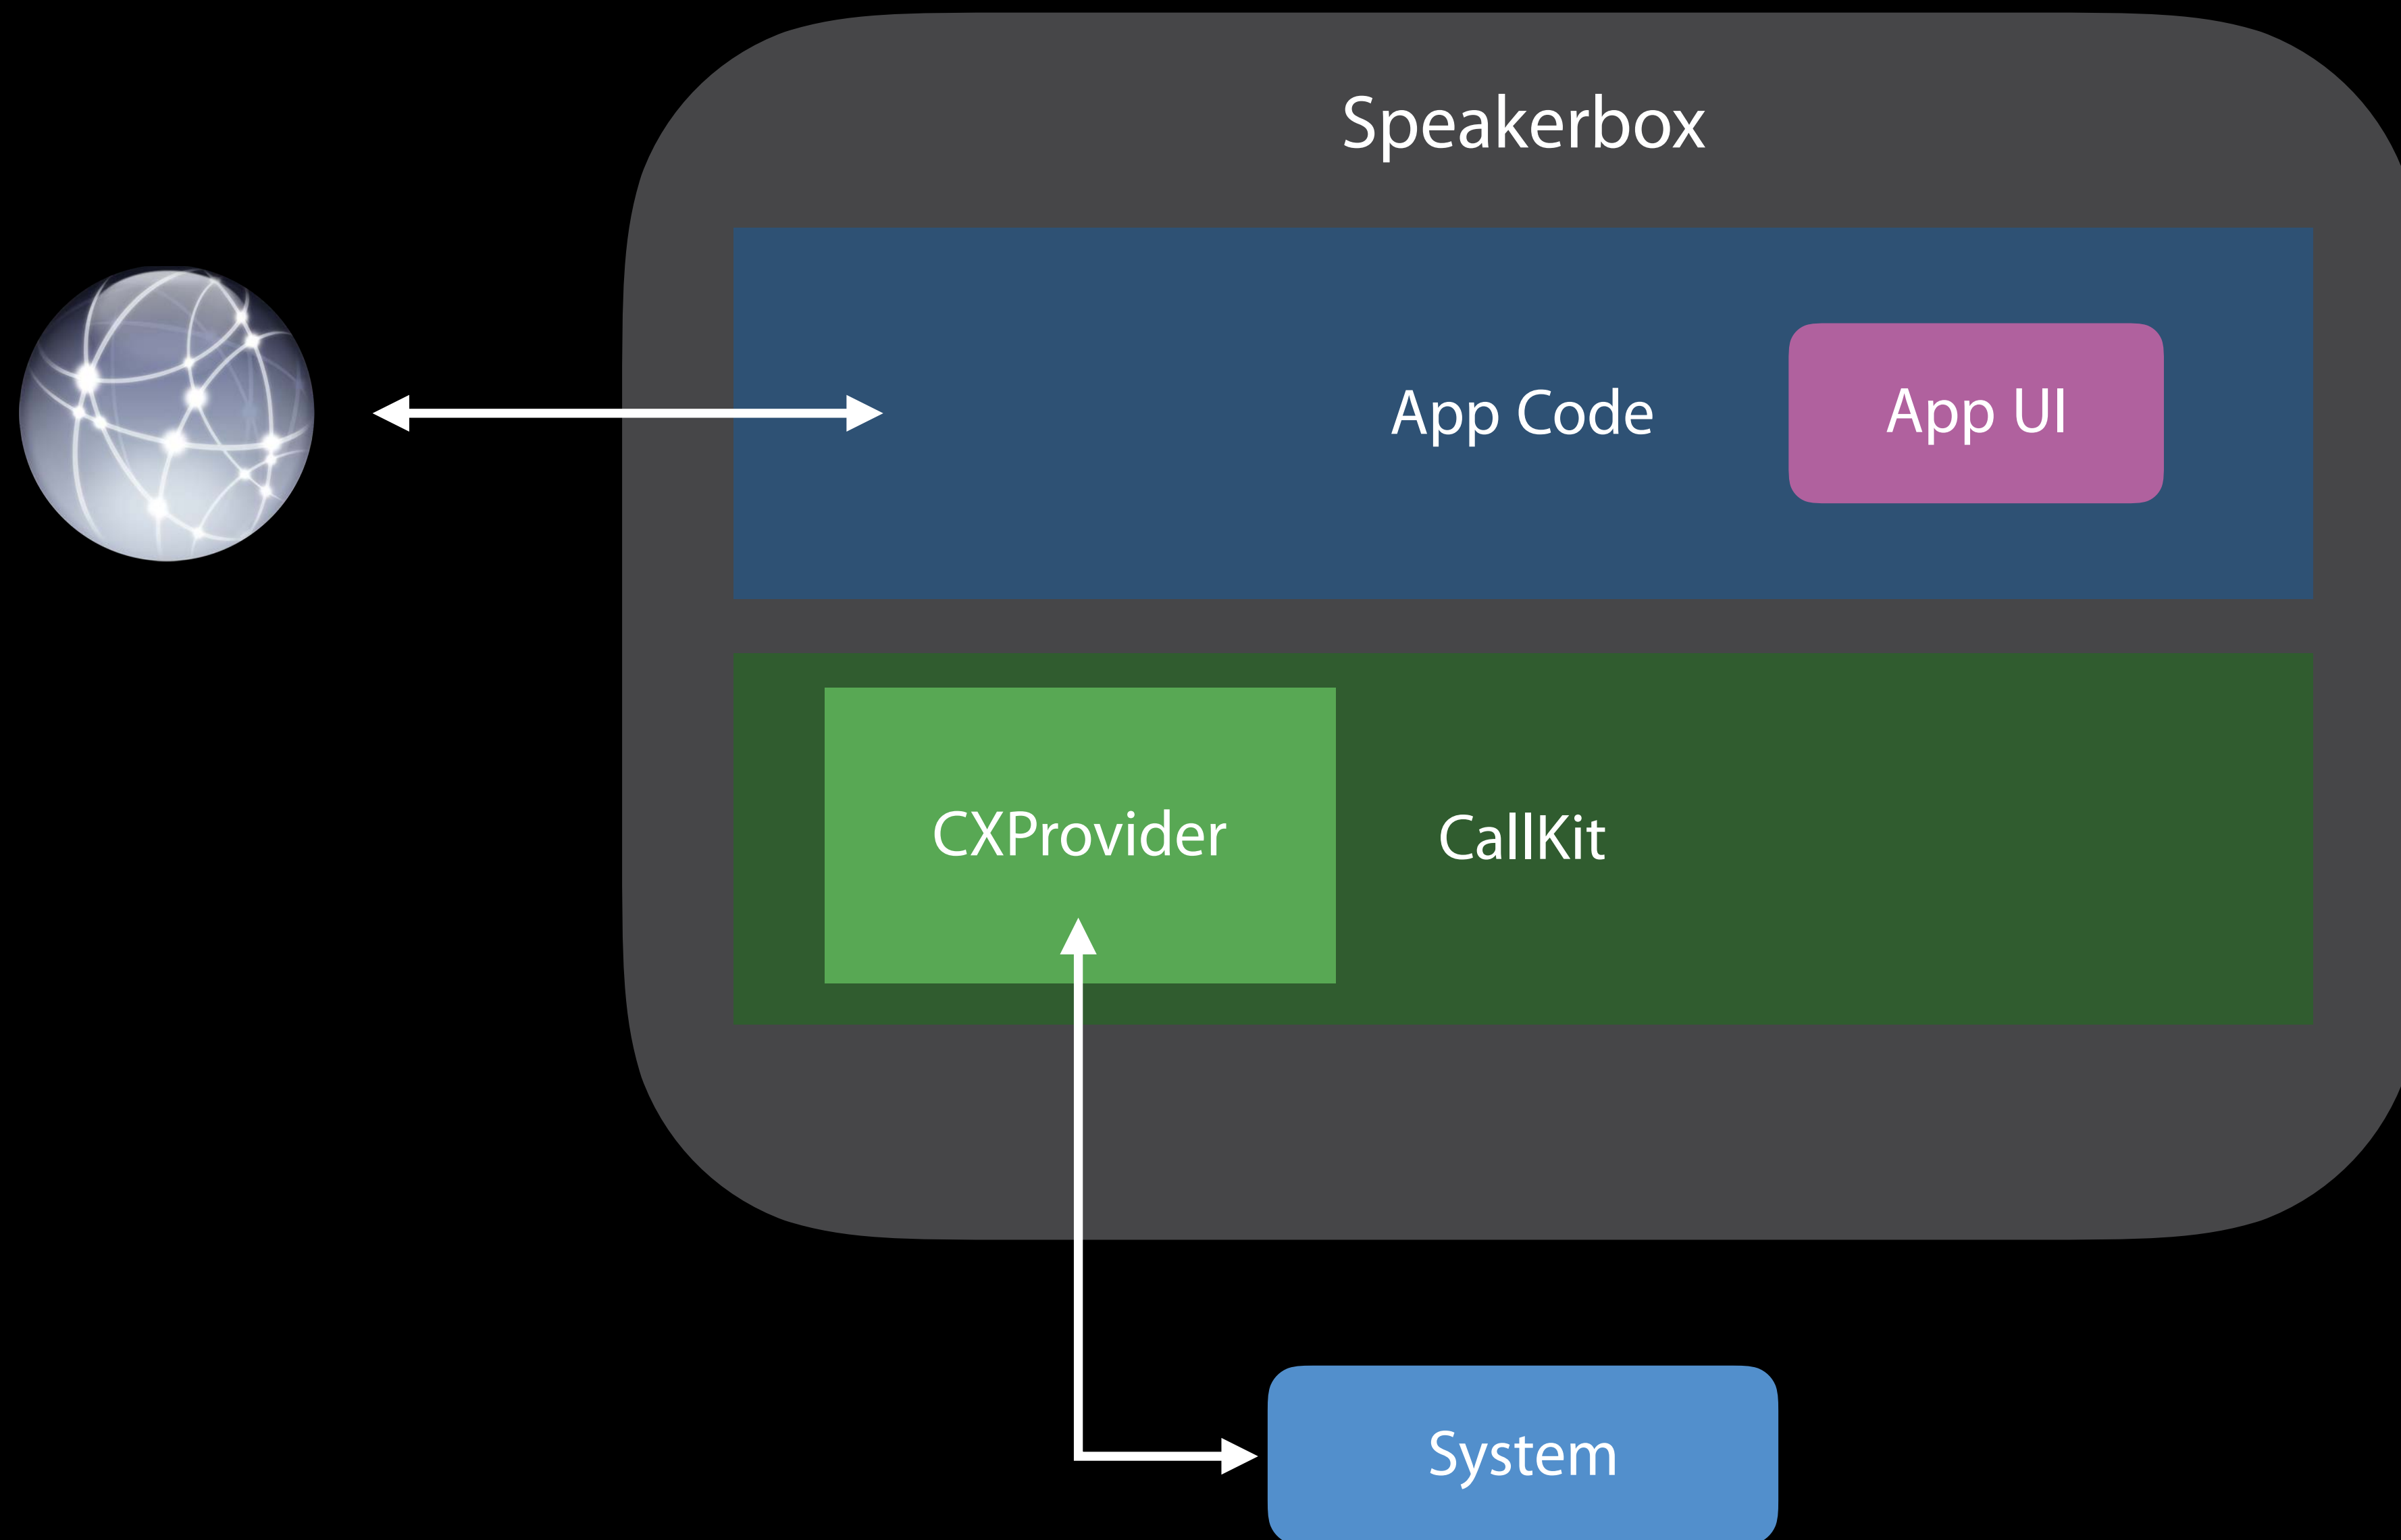 Speakerbox
App Code
App UI
CXProvider
CallKit
System